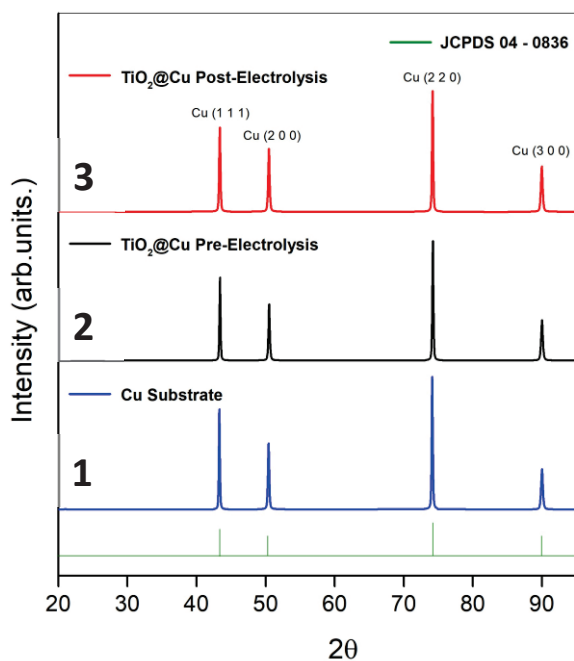 JCPDS 04 - 0836
TiO₂@Cu Post-Electrolysis
Cu (2 2 0)
Cu (1 1 1)
Cu (2 0 0)
Cu (3 0 0)
3
TiO₂@Cu Pre-Electrolysis
2
Cu Substrate
1
Intensity (arb.units.)
20 30 40 50 60 70 80 90
2θ